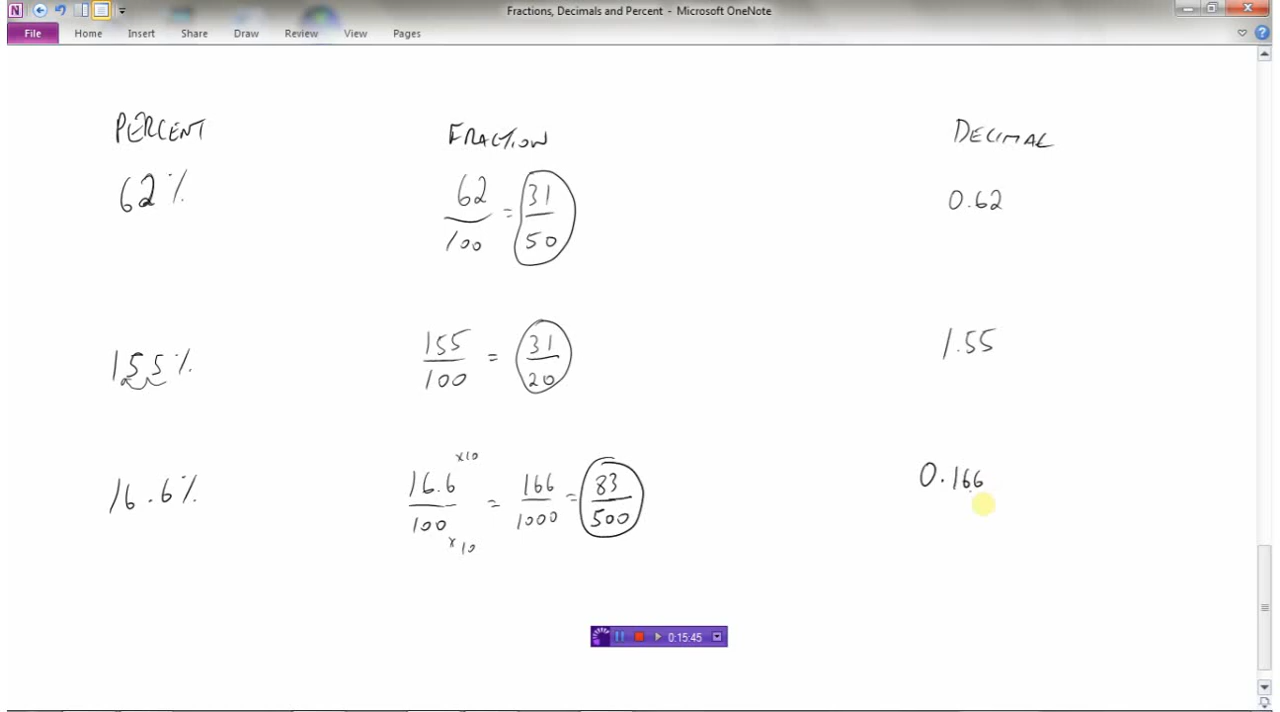 Fractions, Decimals and Percent - Microsoft OneNote
File Home Insert Share Draw Review View Pages
PERCENT FRACTION DECIMAL
62% 62/100 = 31/50 0.62
155% 155/100 = 31/20 1.55
16.6% 16.6/100 x10 x10 = 166/1000 = 83/500 0.166
0:15:45